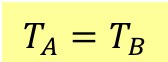 T_A = T_B